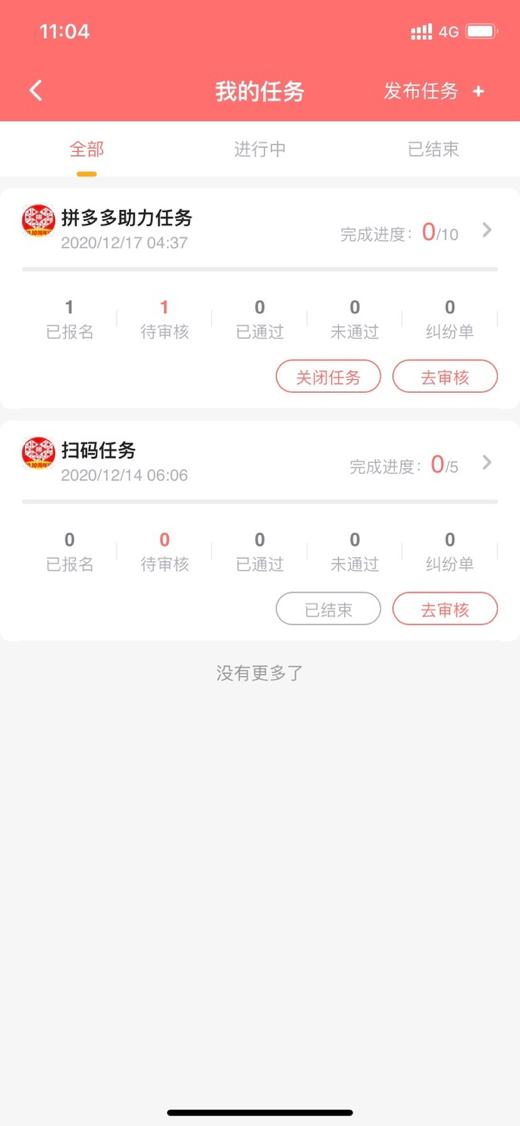 11:04
4G
我的任务
发布任务 +
全部
进行中
已结束
拼多多助力任务
2020/12/17 04:37
完成进度：0/10
1
1
0
0
0
已报名
待审核
已通过
未通过
纠纷单
关闭任务
去审核
扫码任务
2020/12/14 06:06
完成进度：0/5
0
0
0
0
0
已报名
待审核
已通过
未通过
纠纷单
已结束
去审核
没有更多了